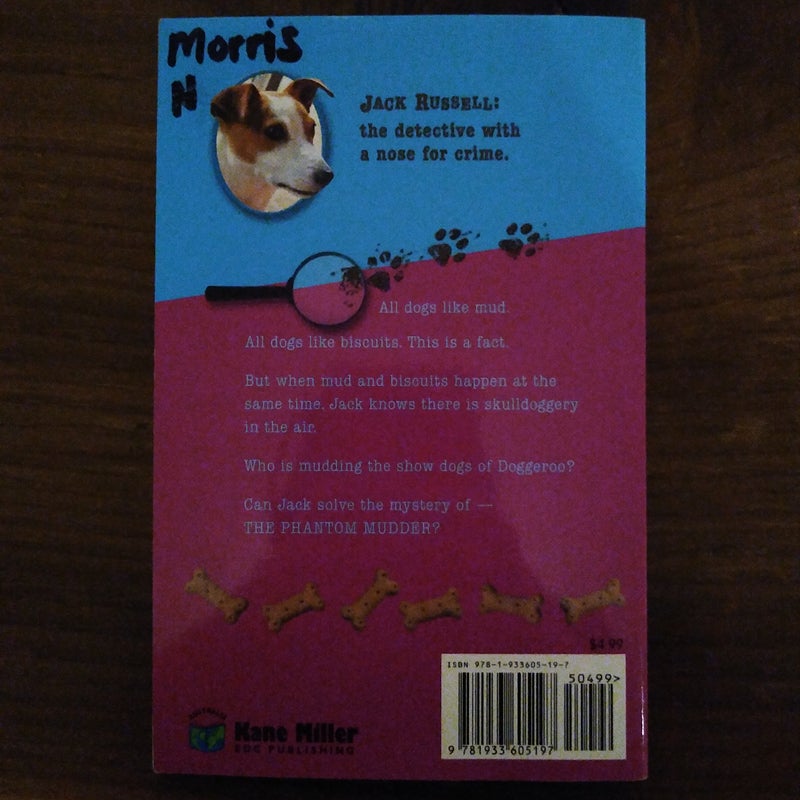 Morris
N
JACK RUSSELL:
the detective with
a nose for crime.
All dogs like mud.
All dogs like biscuits. This is a fact.
But when mud and biscuits happen at the
same time, Jack knows there is skulldoggery
in the air.
Who is mudding the show dogs of Doggeroo?
Can Jack solve the mystery of —
THE PHANTOM MUDDER?
$4.99
ISBN 978-1-933605-19-7
50499>
9 781933 605197
AUSTRALIA
Kane Miller
EDC PUBLISHING